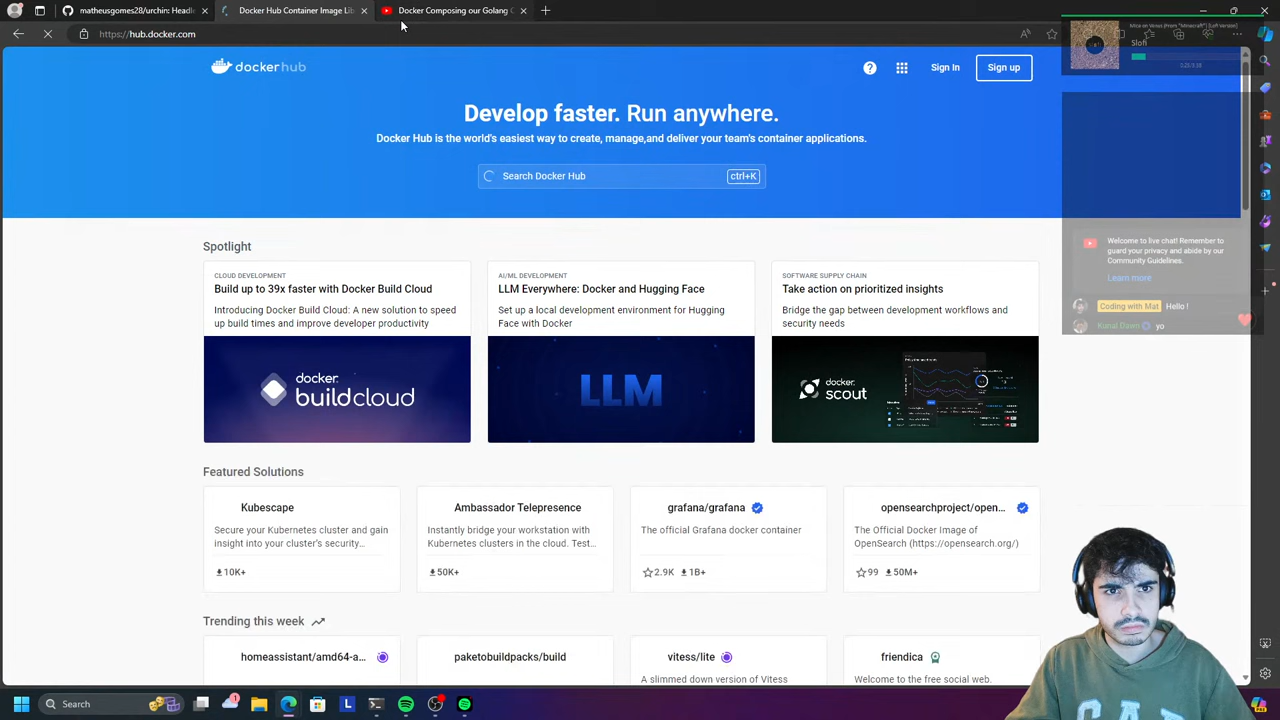 matheusgomes28/urchin: Headl
Docker Hub Container Image Lib
Docker Composing our Golang C
https://hub.docker.com
dockerhub
Sign In
Sign up
Develop faster. Run anywhere.
Docker Hub is the world's easiest way to create, manage,and deliver your team's container applications.
Search Docker Hub
ctrl+K
Slofi
Welcome to live chat! Remember to
guard your privacy and abide by our
Community Guidelines.
Learn more
Coding with Mat Hello !
Kunal Dawn yo
Spotlight
CLOUD DEVELOPMENT
Build up to 39x faster with Docker Build Cloud
Introducing Docker Build Cloud: A new solution to speed
up build times and improve developer productivity
docker
buildcloud
AI/ML DEVELOPMENT
LLM Everywhere: Docker and Hugging Face
Set up a local development environment for Hugging
Face with Docker
LLM
SOFTWARE SUPPLY CHAIN
Take action on prioritized insights
Bridge the gap between development workflows and
security needs
docker
scout
Featured Solutions
Kubescape
Secure your Kubernetes cluster and gain
insight into your cluster's security...
10K+
Ambassador Telepresence
Instantly bridge your workstation with
Kubernetes clusters in the cloud. Test...
50K+
grafana/grafana
The official Grafana docker container
2.9K 1B+
opensearchproject/open...
The Official Docker Image of
OpenSearch (https://opensearch.org/)
99 50M+
Trending this week
homeassistant/amd64-a...
paketobuildpacks/build
vitess/lite
A slimmed down version of Vitess
friendica
Welcome to the free social web.
Search